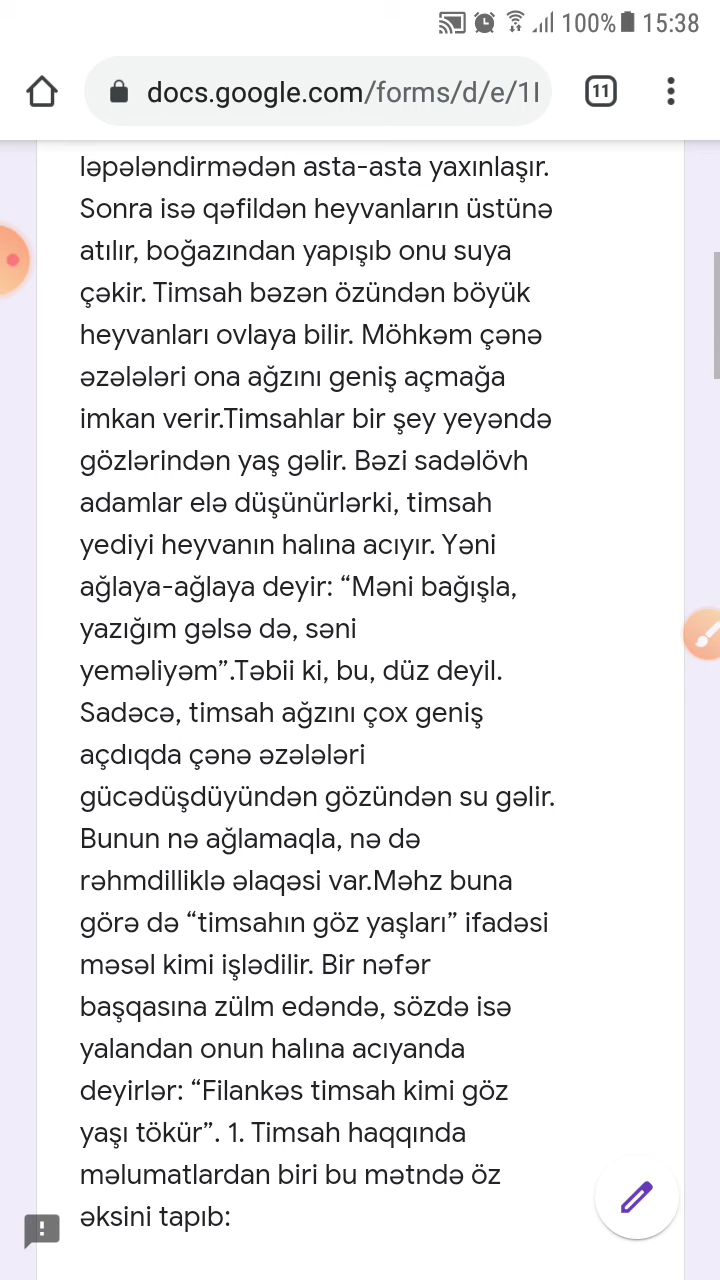 100% 15:38
docs.google.com/forms/d/e/1I 11
ləpələndirmədən asta-asta yaxınlaşır.
Sonra isə qəfildən heyvanların üstünə
atılır, boğazından yapışıb onu suya
çəkir. Timsah bəzən özündən böyük
heyvanları ovlaya bilir. Möhkəm çənə
əzələləri ona ağzını geniş açmağa
imkan verir.Timsahlar bir şey yeyəndə
gözlərindən yaş gəlir. Bəzi sadəlövh
adamlar elə düşünürlərki, timsah
yediyi heyvanın halına acıyır. Yəni
ağlaya-ağlaya deyir: “Məni bağışla,
yazığım gəlsə də, səni
yeməliyəm”.Təbii ki, bu, düz deyil.
Sadəcə, timsah ağzını çox geniş
açdıqda çənə əzələləri
gücədüşdüyündən gözündən su gəlir.
Bunun nə ağlamaqla, nə də
rəhmdilliklə əlaqəsi var.Məhz buna
görə də “timsahın göz yaşları” ifadəsi
məsəl kimi işlədilir. Bir nəfər
başqasına zülm edəndə, sözdə isə
yalandan onun halına acıyanda
deyirlər: “Filankəs timsah kimi göz
yaşı tökür”. 1. Timsah haqqında
məlumatlardan biri bu mətndə öz
əksini tapıb: